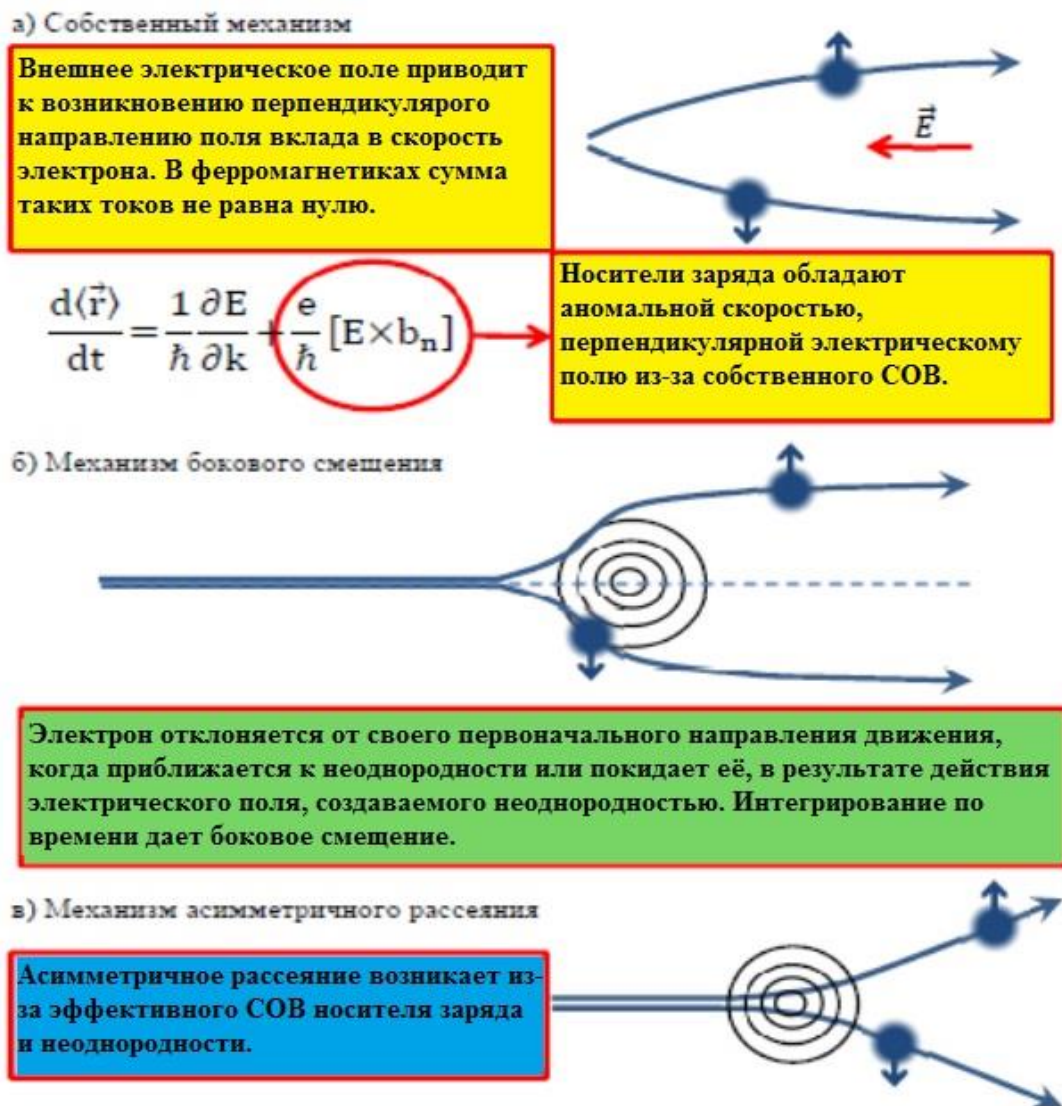 а) Собственный механизм
Внешнее электрическое поле приводит
к возникновению перпендикулярого
направлению поля вклада в скорость
электрона. В ферромагнетиках сумма
таких токов не равна нулю.
E⃗
d⟨r⃗⟩/dt = 1/ħ ∂E/∂k + e/ħ [E×bₙ]
Носители заряда обладают
аномальной скоростью,
перпендикулярной электрическому
полю из-за собственного СОВ.
б) Механизм бокового смещения
Электрон отклоняется от своего первоначального направления движения,
когда приближается к неоднородности или покидает её, в результате действия
электрического поля, создаваемого неоднородностью. Интегрирование по
времени дает боковое смещение.
в) Механизм асимметричного рассеяния
Асимметричное рассеяние возникает из-
за эффективного СОВ носителя заряда
и неоднородности.